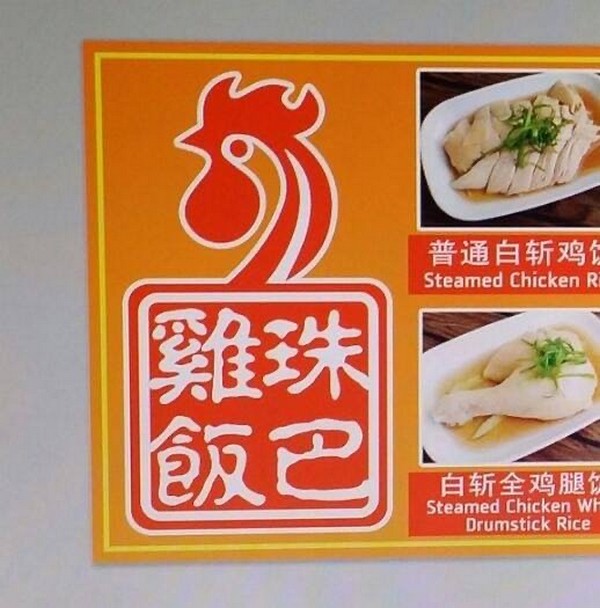 珠巴
雞飯
普通白斩鸡
Steamed Chicken
白斩全鸡腿
Steamed Chicken
Drumstick Rice